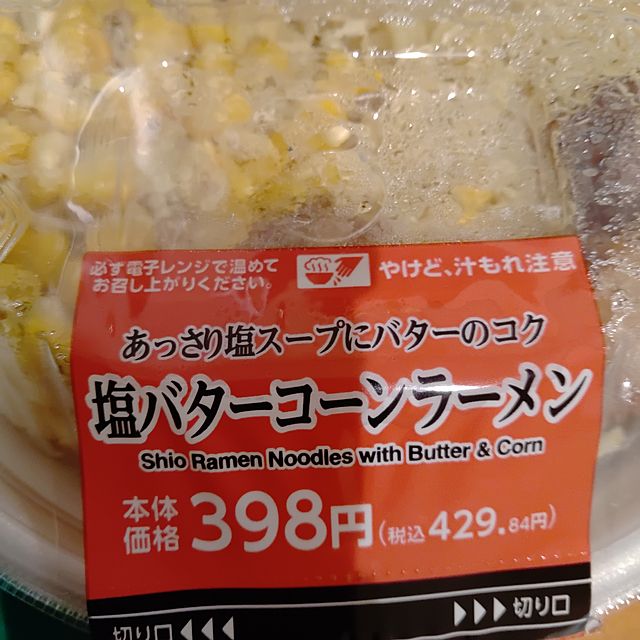 必ず電子レンジで温めて
お召し上がりください。
やけど、汁もれ注意
あっさり塩スープにバターのコク
塩バターコーンラーメン
Shio Ramen Noodles with Butter & Corn
本体
価格
398円(税込429.84円)
切り口
切り口